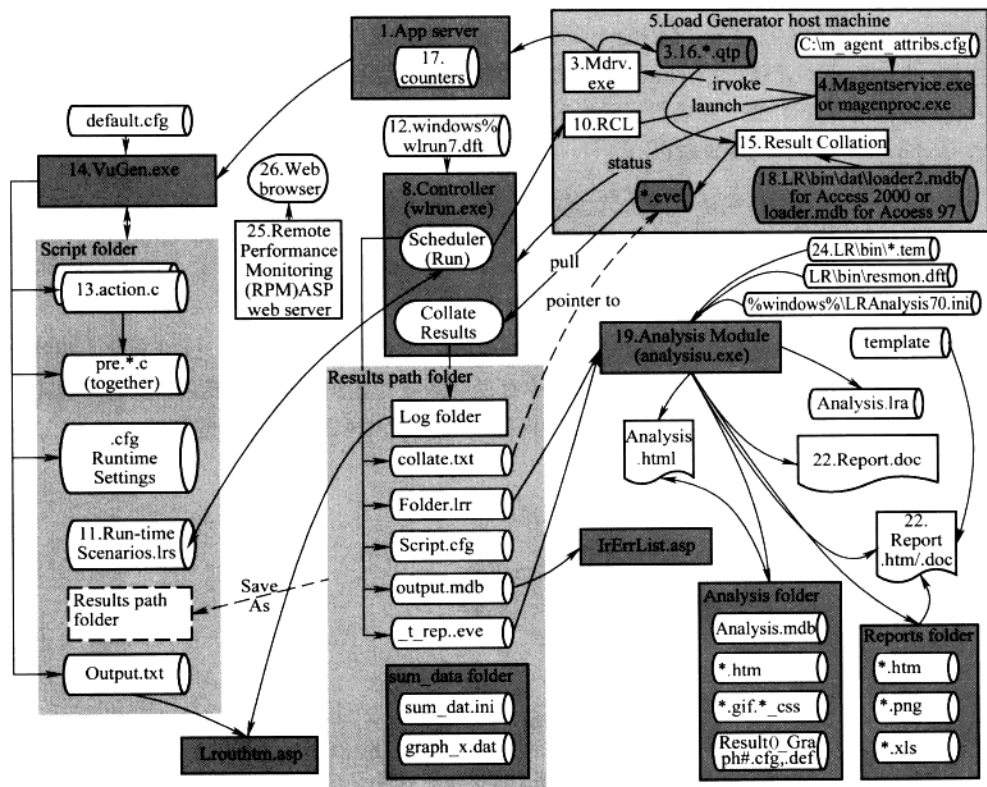 1.App server
17.
counters
5.Load Generator host machine
3.Mdrv.
exe
3.16.*.qtp
C:\m_agent_attribs.cfg
4.Magentservice.exe
or magenproc.exe
irvoke
launch
10.RCL
15.Result Collation
status
*.eve
18.LR\bin\dat\loader2.mdb
for Access 2000 or
loader.mdb for Acoess 97
default.cfg
14.VuGen.exe
26.Web
browser
25.Remote
Performance
Monitoring
(RPM)ASP
web server
12.windows%
wlrun7.dft
8.Controller
(wlrun.exe)
Scheduler
(Run)
Collate
Results
pull
pointer to
Script folder
13.action.c
pre.*.c
(together)
.cfg
Runtime
Settings
11.Run-time
Scenarios.lrs
Results path
folder
Output.txt
Save
As
Lrouthtm.asp
Results path folder
Log folder
collate.txt
Folder.lrr
Script.cfg
output.mdb
_t_rep..eve
sum_data folder
sum_dat.ini
graph_x.dat
IrErrList.asp
24.LR\bin\*.tem
LR\bin\resmon.dft
%windows%\LRAnalysis70.ini
19.Analysis Module
(analysisu.exe)
template
Analysis.lra
Analysis
.html
22.Report.doc
22.
Report
.htm/.doc
Analysis folder
Analysis.mdb
*.htm
*.gif.*_css
Result()_Gra
ph#.cfg,.def
Reports folder
*.htm
*.png
*.xls